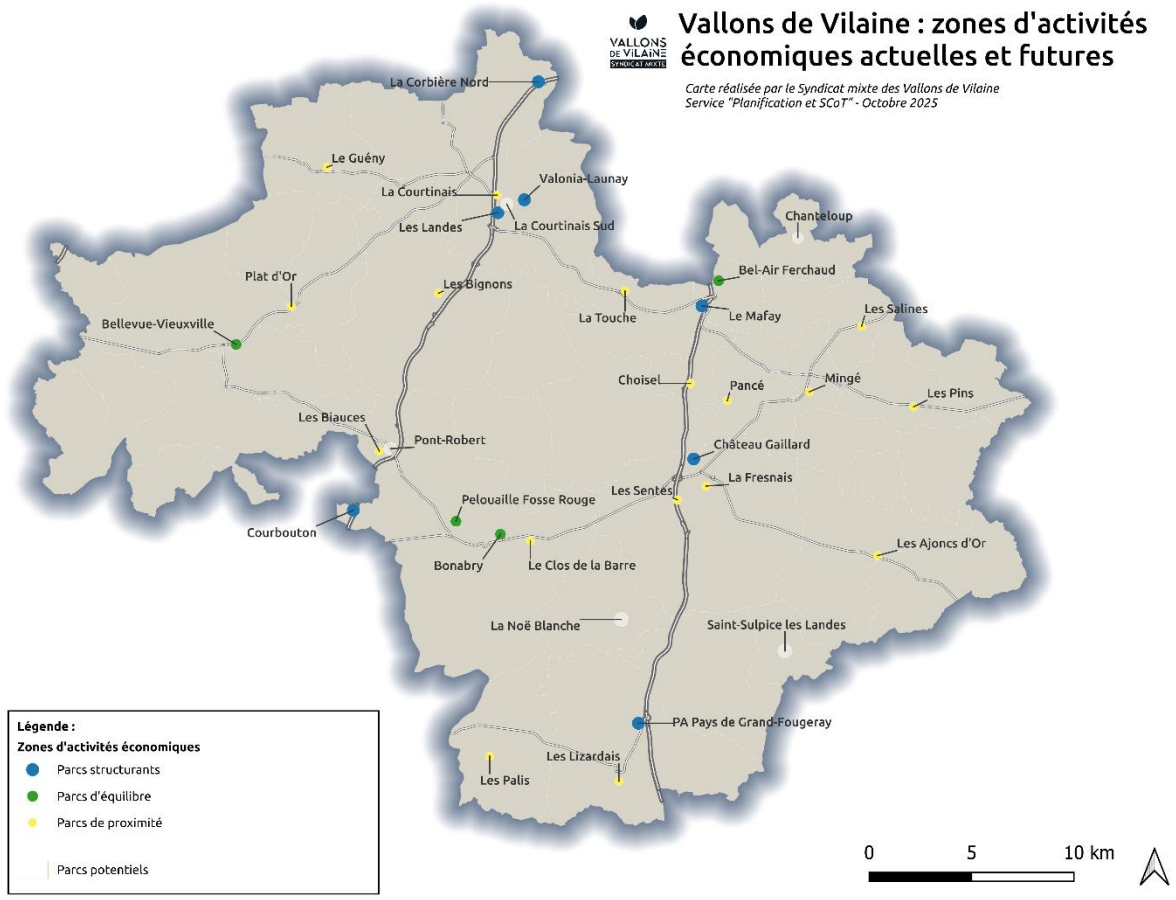 VALLONS
DE VILAINE
SYNDICAT MIXTE
Vallons de Vilaine : zones d'activités
économiques actuelles et futures
Carte réalisée par le Syndicat mixte des Vallons de Vilaine
Service "Planification et SCoT" - Octobre 2025
La Corbière Nord
Le Guény
La Courtinais
Valonia-Launay
Les Landes
La Courtinais Sud
Chanteloup
Plat d'Or
Les Bignons
Bel-Air Ferchaud
Bellevue-Vieuxville
La Touche
Le Mafay
Les Salines
Choisel
Pancé
Mingé
Les Pins
Les Biauces
Pont-Robert
Château Gaillard
La Fresnais
Les Sentes
Pelouaille Fosse Rouge
Courbouton
Bonabry
Le Clos de la Barre
Les Ajoncs d'Or
La Noë Blanche
Saint-Sulpice les Landes
PA Pays de Grand-Fougeray
Les Lizardais
Les Palis
Légende :
Zones d'activités économiques
Parcs structurants
Parcs d'équilibre
Parcs de proximité
Parcs potentiels
0 5 10 km